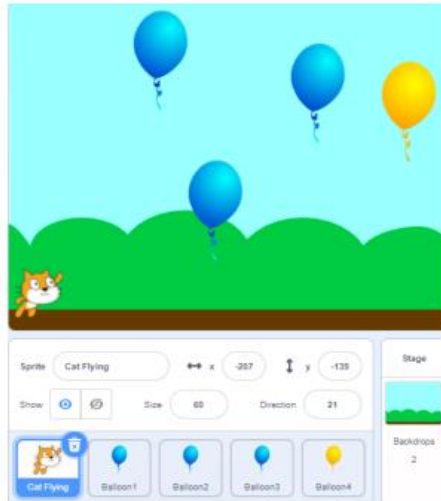 Sprite Cat Flying x -207 y -135
Show Size 60 Direction 21
Stage
Backdrops
2
Cat Flying Balloon1 Balloon2 Balloon3 Balloon4